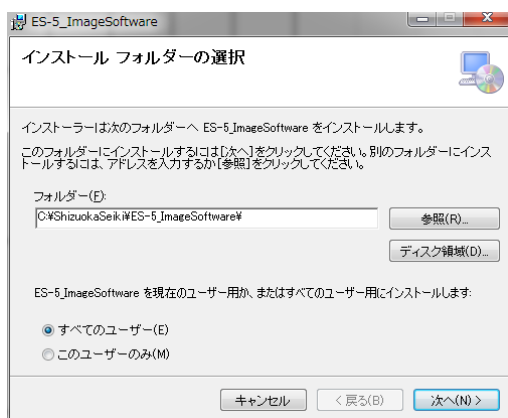 ES-5_ImageSoftware
インストール フォルダーの選択
インストーラーは次のフォルダーへ ES-5_ImageSoftware をインストールします。
このフォルダーにインストールするには[次へ]をクリックしてください。別のフォルダーにインス
トールするには、アドレスを入力するか[参照]をクリックしてください。
フォルダー(F):
C:¥ShizuokaSeiki¥ES-5_ImageSoftware¥
参照(R)...
ディスク領域(D)...
ES-5_ImageSoftware を現在のユーザー用か、またはすべてのユーザー用にインストールします:
すべてのユーザー(E)
このユーザーのみ(M)
キャンセル
< 戻る(B)
次へ(N) >